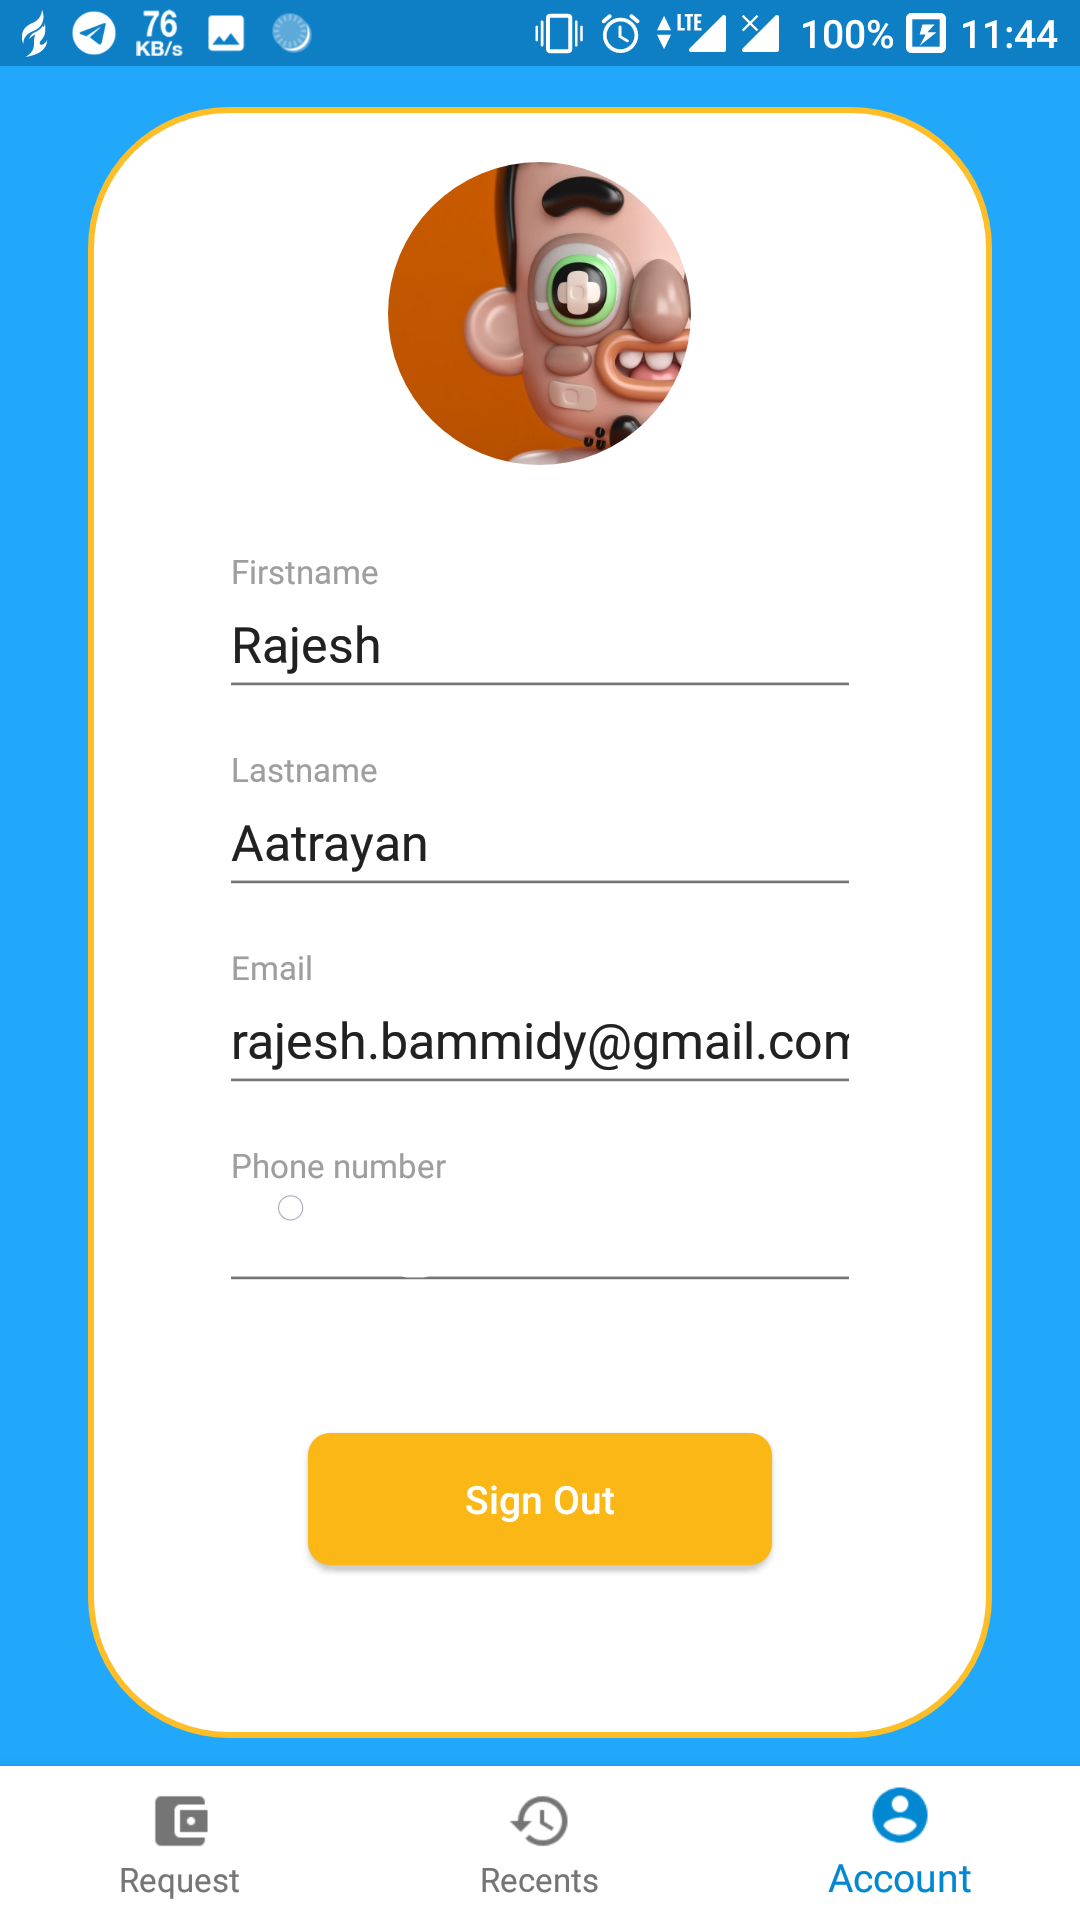 76
KB/s
LTE
100%
11:44
Firstname
Rajesh
Lastname
Aatrayan
Email
rajesh.bammidy@gmail.com
Phone number
Sign Out
Request
Recents
Account